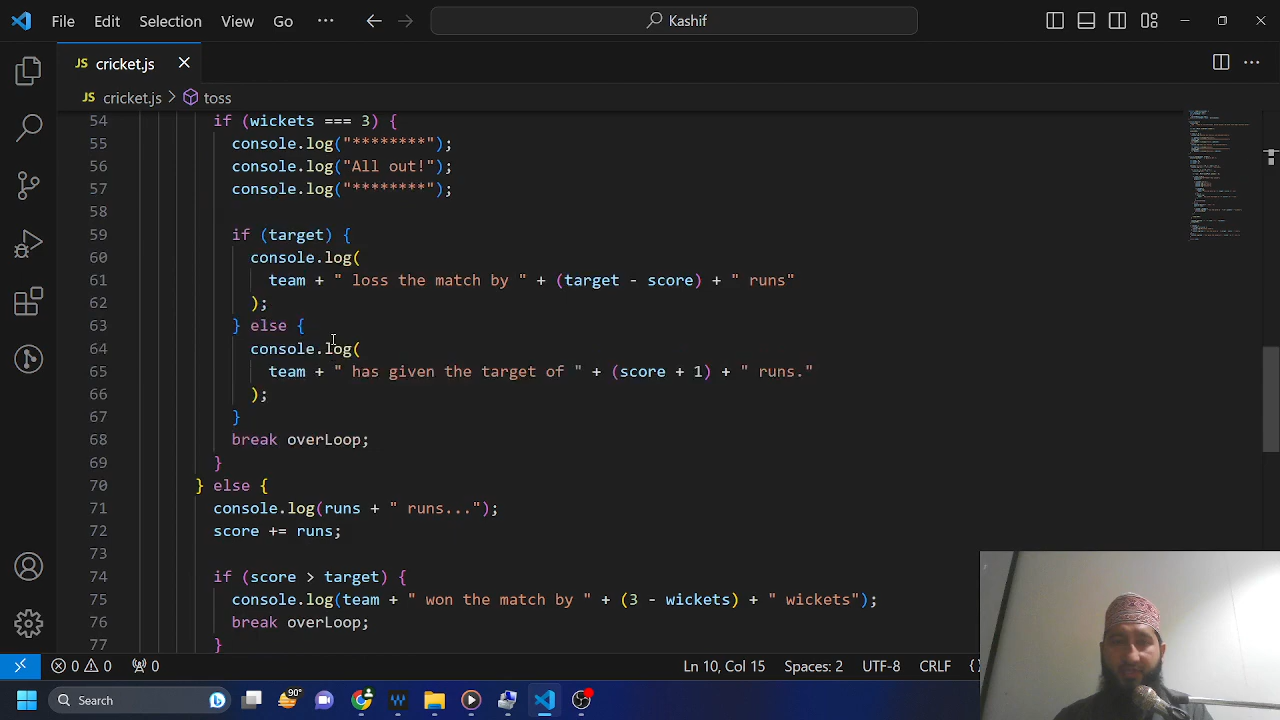 File Edit Selection View Go ··· Kashif
JS cricket.js
JS cricket.js > toss
54 if (wickets === 3) {
55 console.log("********");
56 console.log("All out!");
57 console.log("********");
58
59 if (target) {
60 console.log(
61 team + " loss the match by " + (target - score) + " runs"
62 );
63 } else {
64 console.log(
65 team + " has given the target of " + (score + 1) + " runs."
66 );
67 }
68 break overLoop;
69 }
70 } else {
71 console.log(runs + " runs...");
72 score += runs;
73
74 if (score > target) {
75 console.log(team + " won the match by " + (3 - wickets) + " wickets");
76 break overLoop;
77 }
0 0 0 Ln 10, Col 15 Spaces: 2 UTF-8 CRLF {
Search 90°